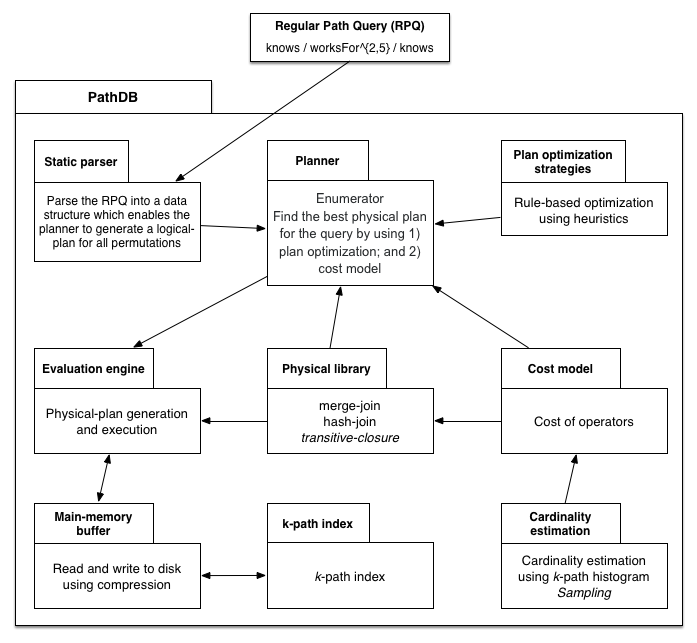 Regular Path Query (RPQ)
knows / worksFor^{2,5} / knows
PathDB
Static parser
Parse the RPQ into a data
structure which enables the
planner to generate a logical-
plan for all permutations
Planner
Enumerator
Find the best physical plan
for the query by using 1)
plan optimization; and 2)
cost model
Plan optimization
strategies
Rule-based optimization
using heuristics
Evaluation engine
Physical-plan generation
and execution
Physical library
merge-join
hash-join
transitive-closure
Cost model
Cost of operators
Main-memory
buffer
Read and write to disk
using compression
k-path index
k-path index
Cardinality
estimation
Cardinality estimation
using k-path histogram
Sampling